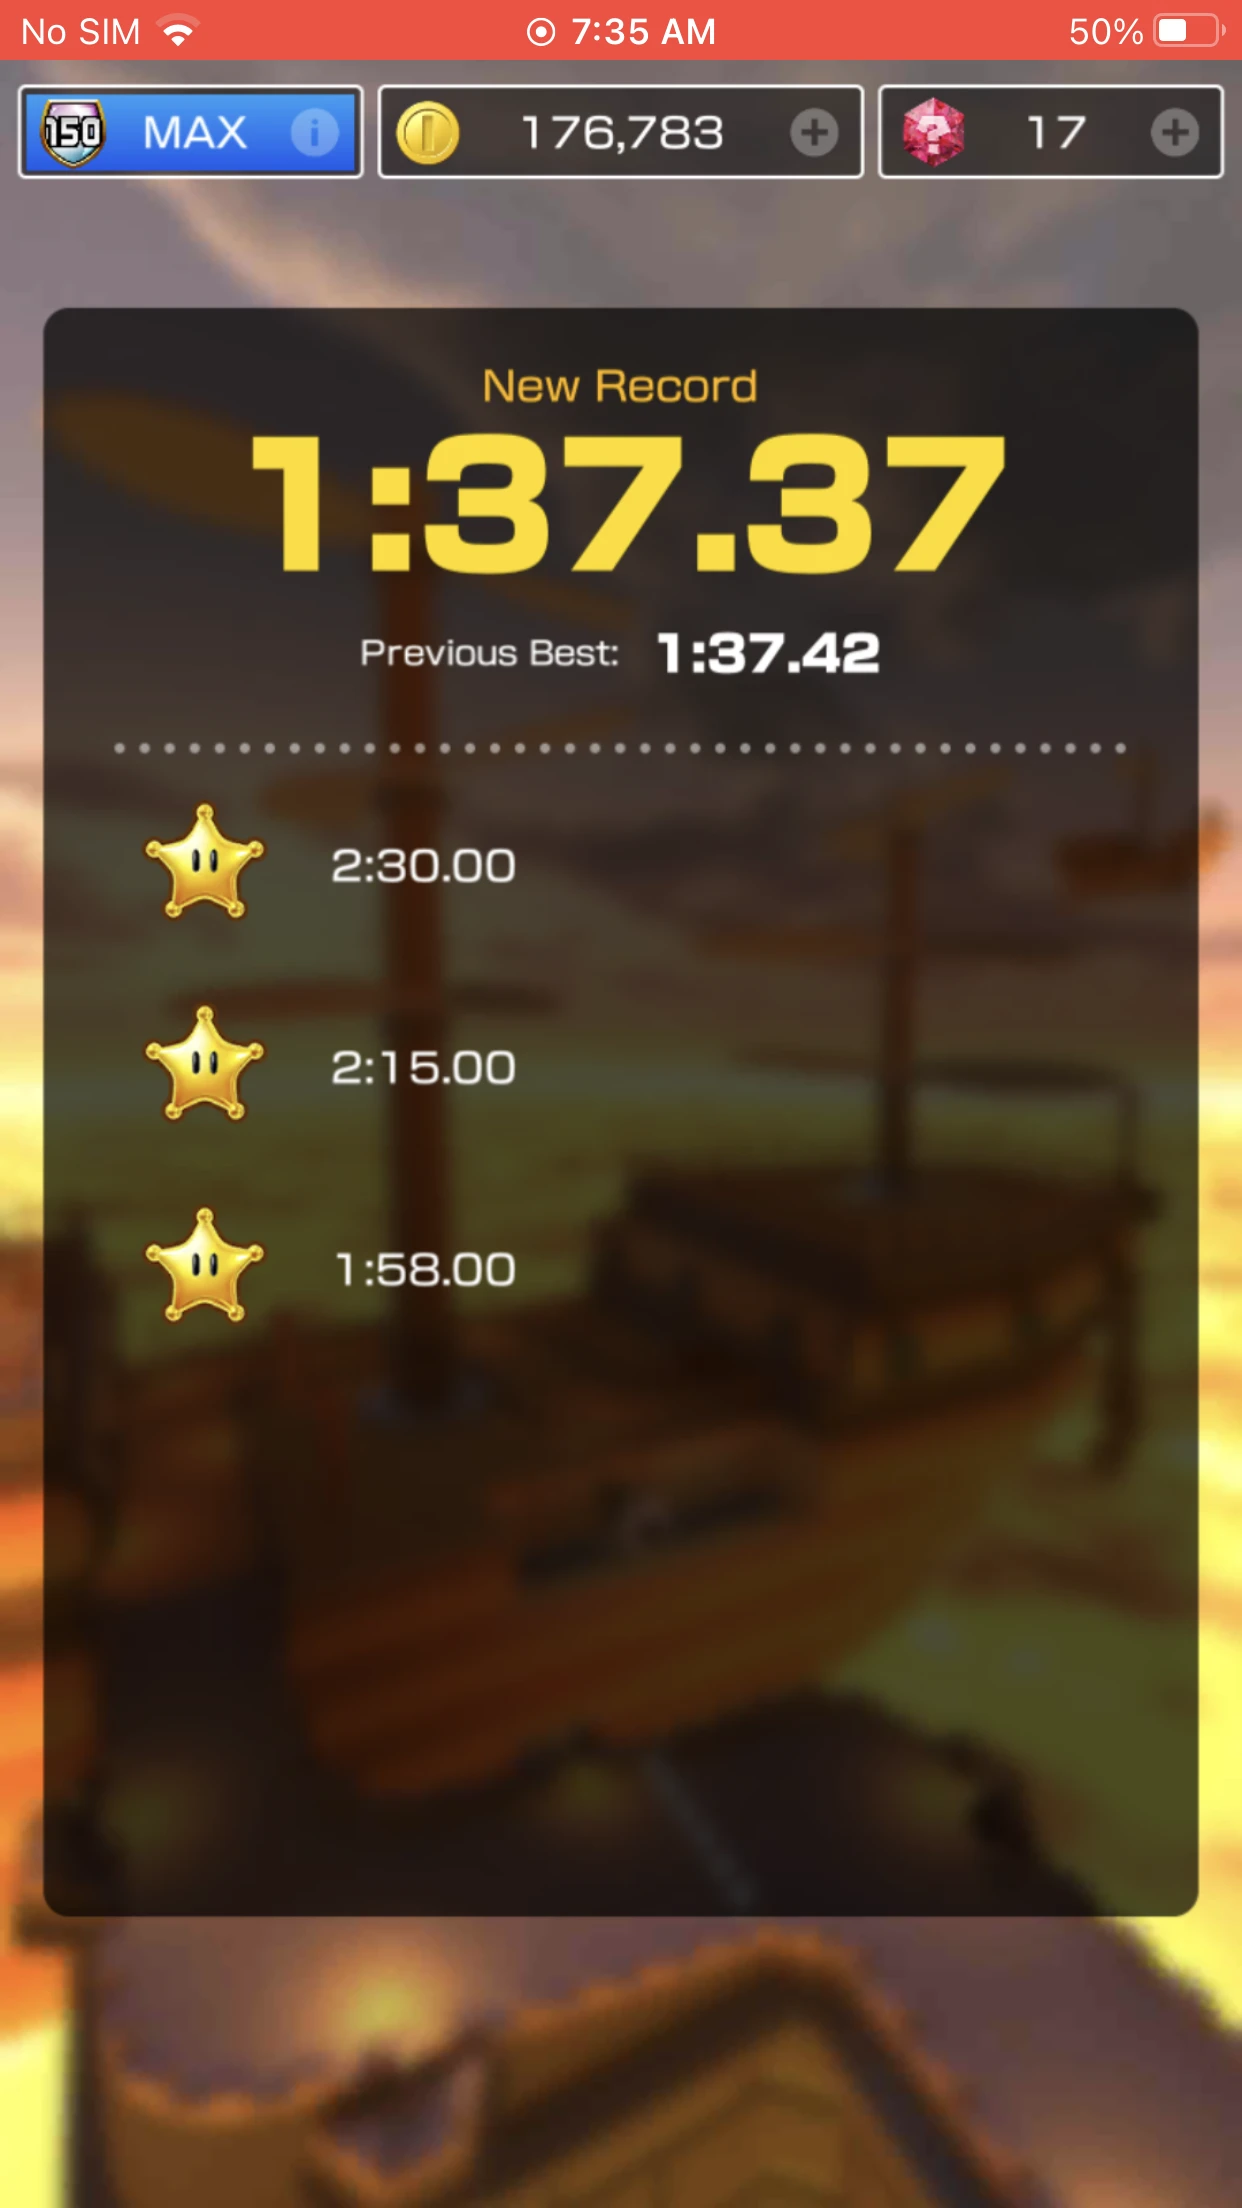 No SIM 7:35 AM 50%
150 MAX i 176,783 + ? 17 +
New Record
1:37.37
Previous Best: 1:37.42
2:30.00
2:15.00
1:58.00